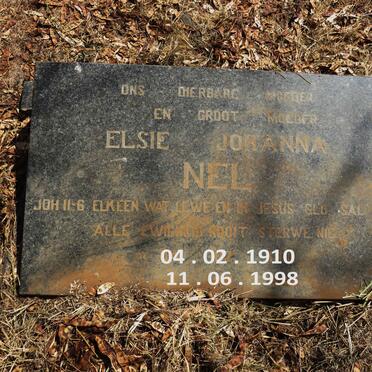 ONS DIERBARE MOEDER
EN GROOT MOEDER
ELSIE JOHANNA
NEL
JOH 11-6 ELKEEN WAT LEWE EN IN JESUS GLO SAL
ALLE EWIGHEID NOOIT STERWE NIE
04 . 02 . 1910
11 . 06 . 1998